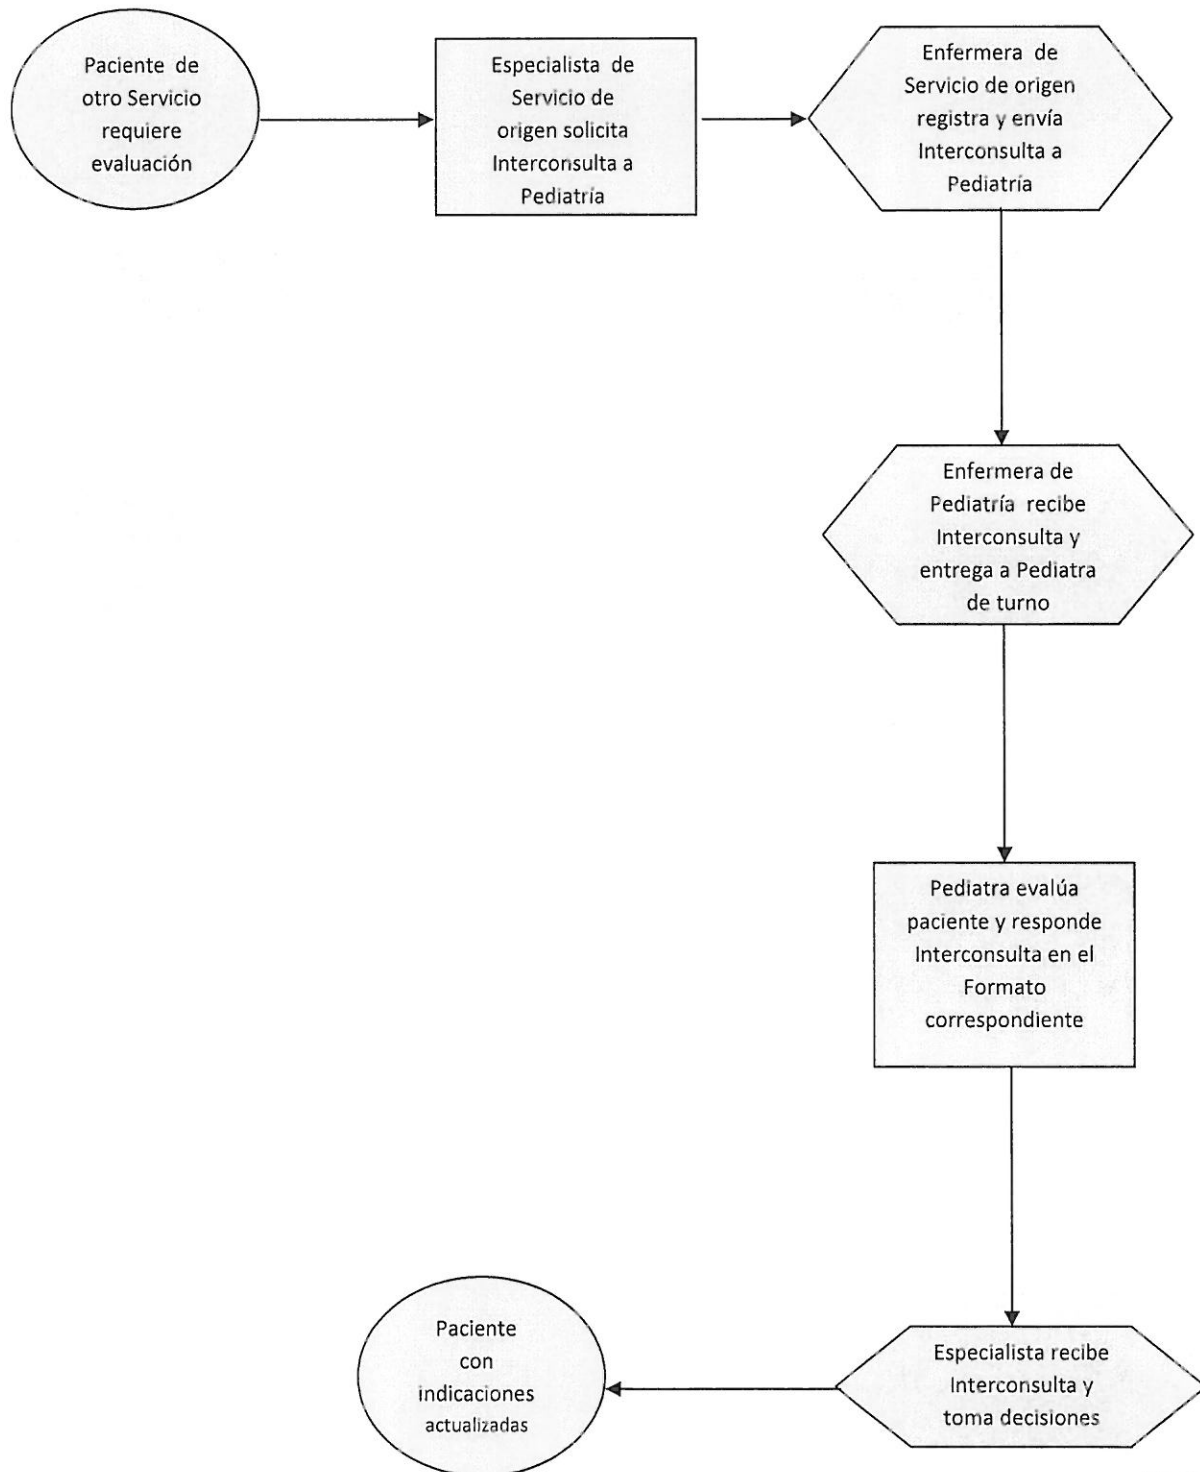 Paciente de
otro Servicio
requiere
evaluación
Especialista de
Servicio de
origen solicita
Interconsulta a
Pediatría
Enfermera de
Servicio de origen
registra y envía
Interconsulta a
Pediatría
Enfermera de
Pediatría recibe
Interconsulta y
entrega a Pediatra
de turno
Pediatra evalúa
paciente y responde
Interconsulta en el
Formato
correspondiente
Especialista recibe
Interconsulta y
toma decisiones
Paciente
con
indicaciones
actualizadas